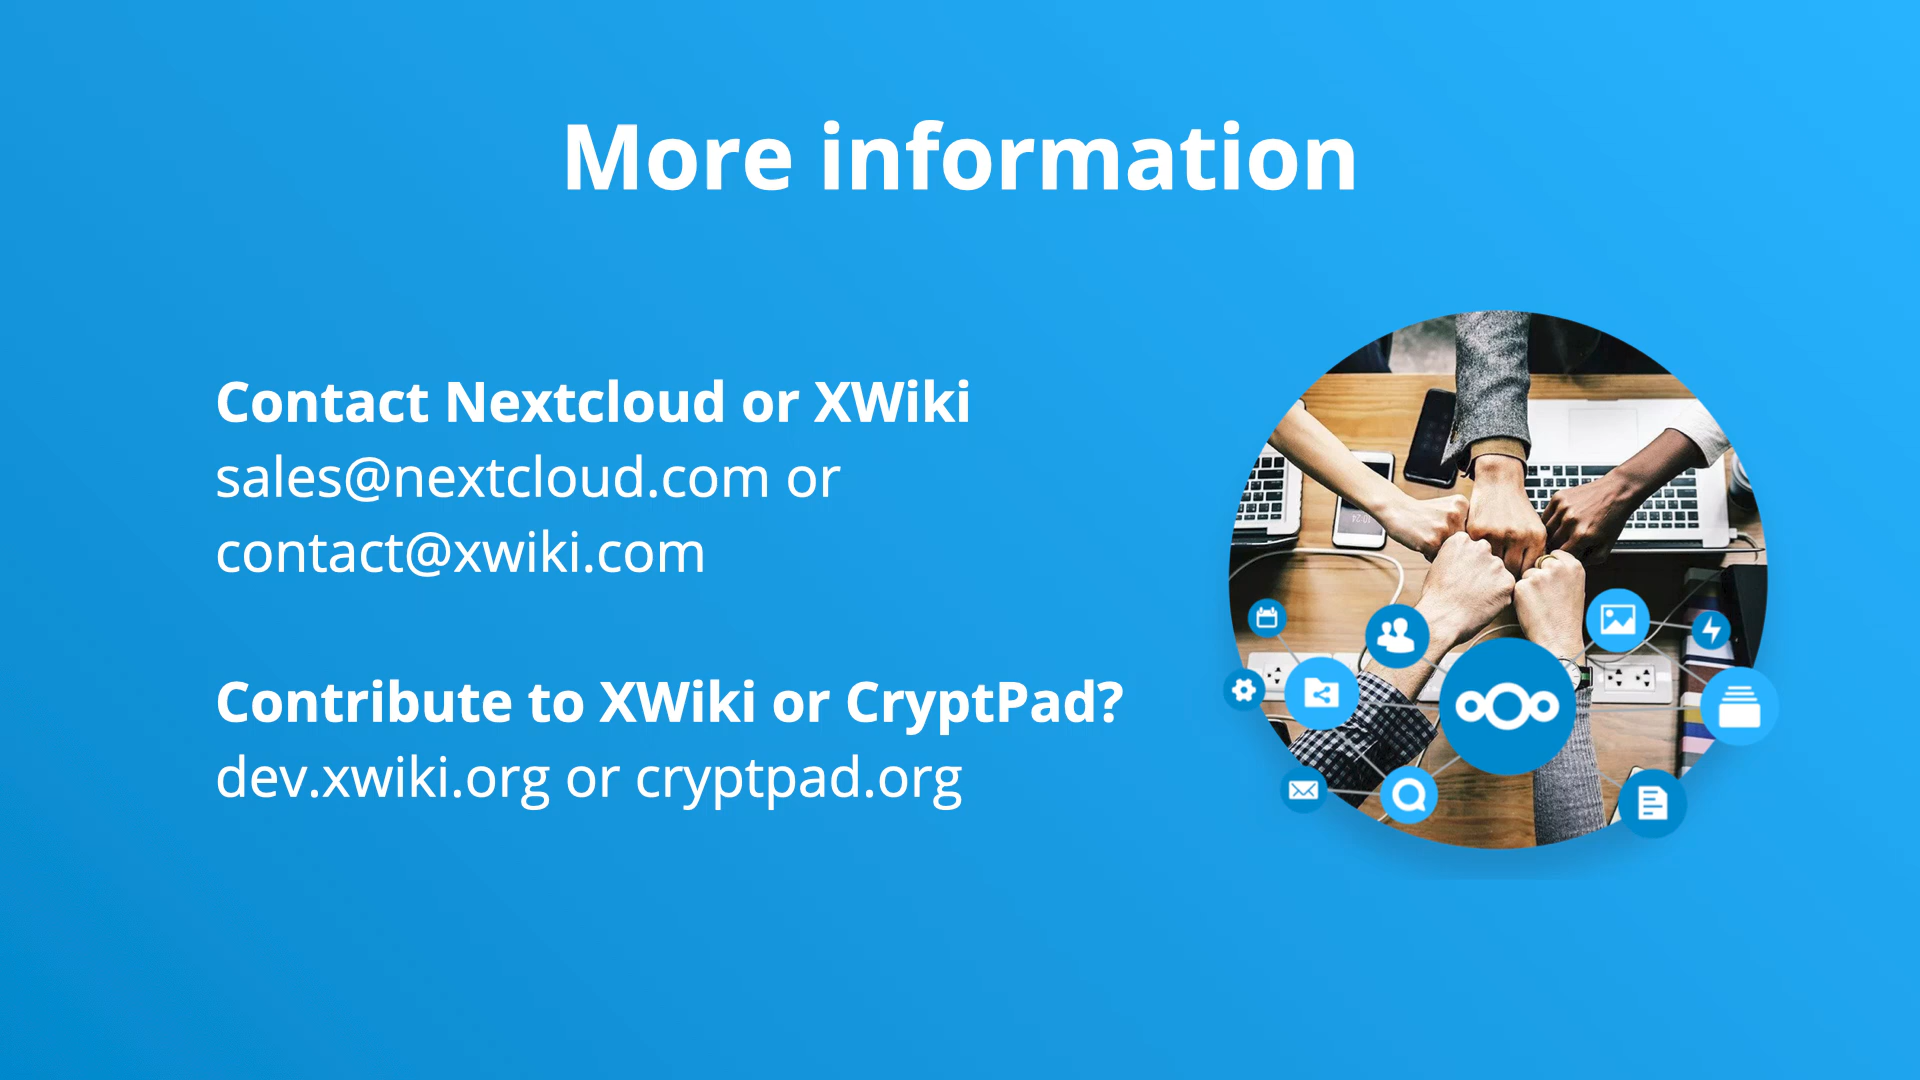 More information
Contact Nextcloud or XWiki
sales@nextcloud.com or
contact@xwiki.com
Contribute to XWiki or CryptPad?
dev.xwiki.org or cryptpad.org